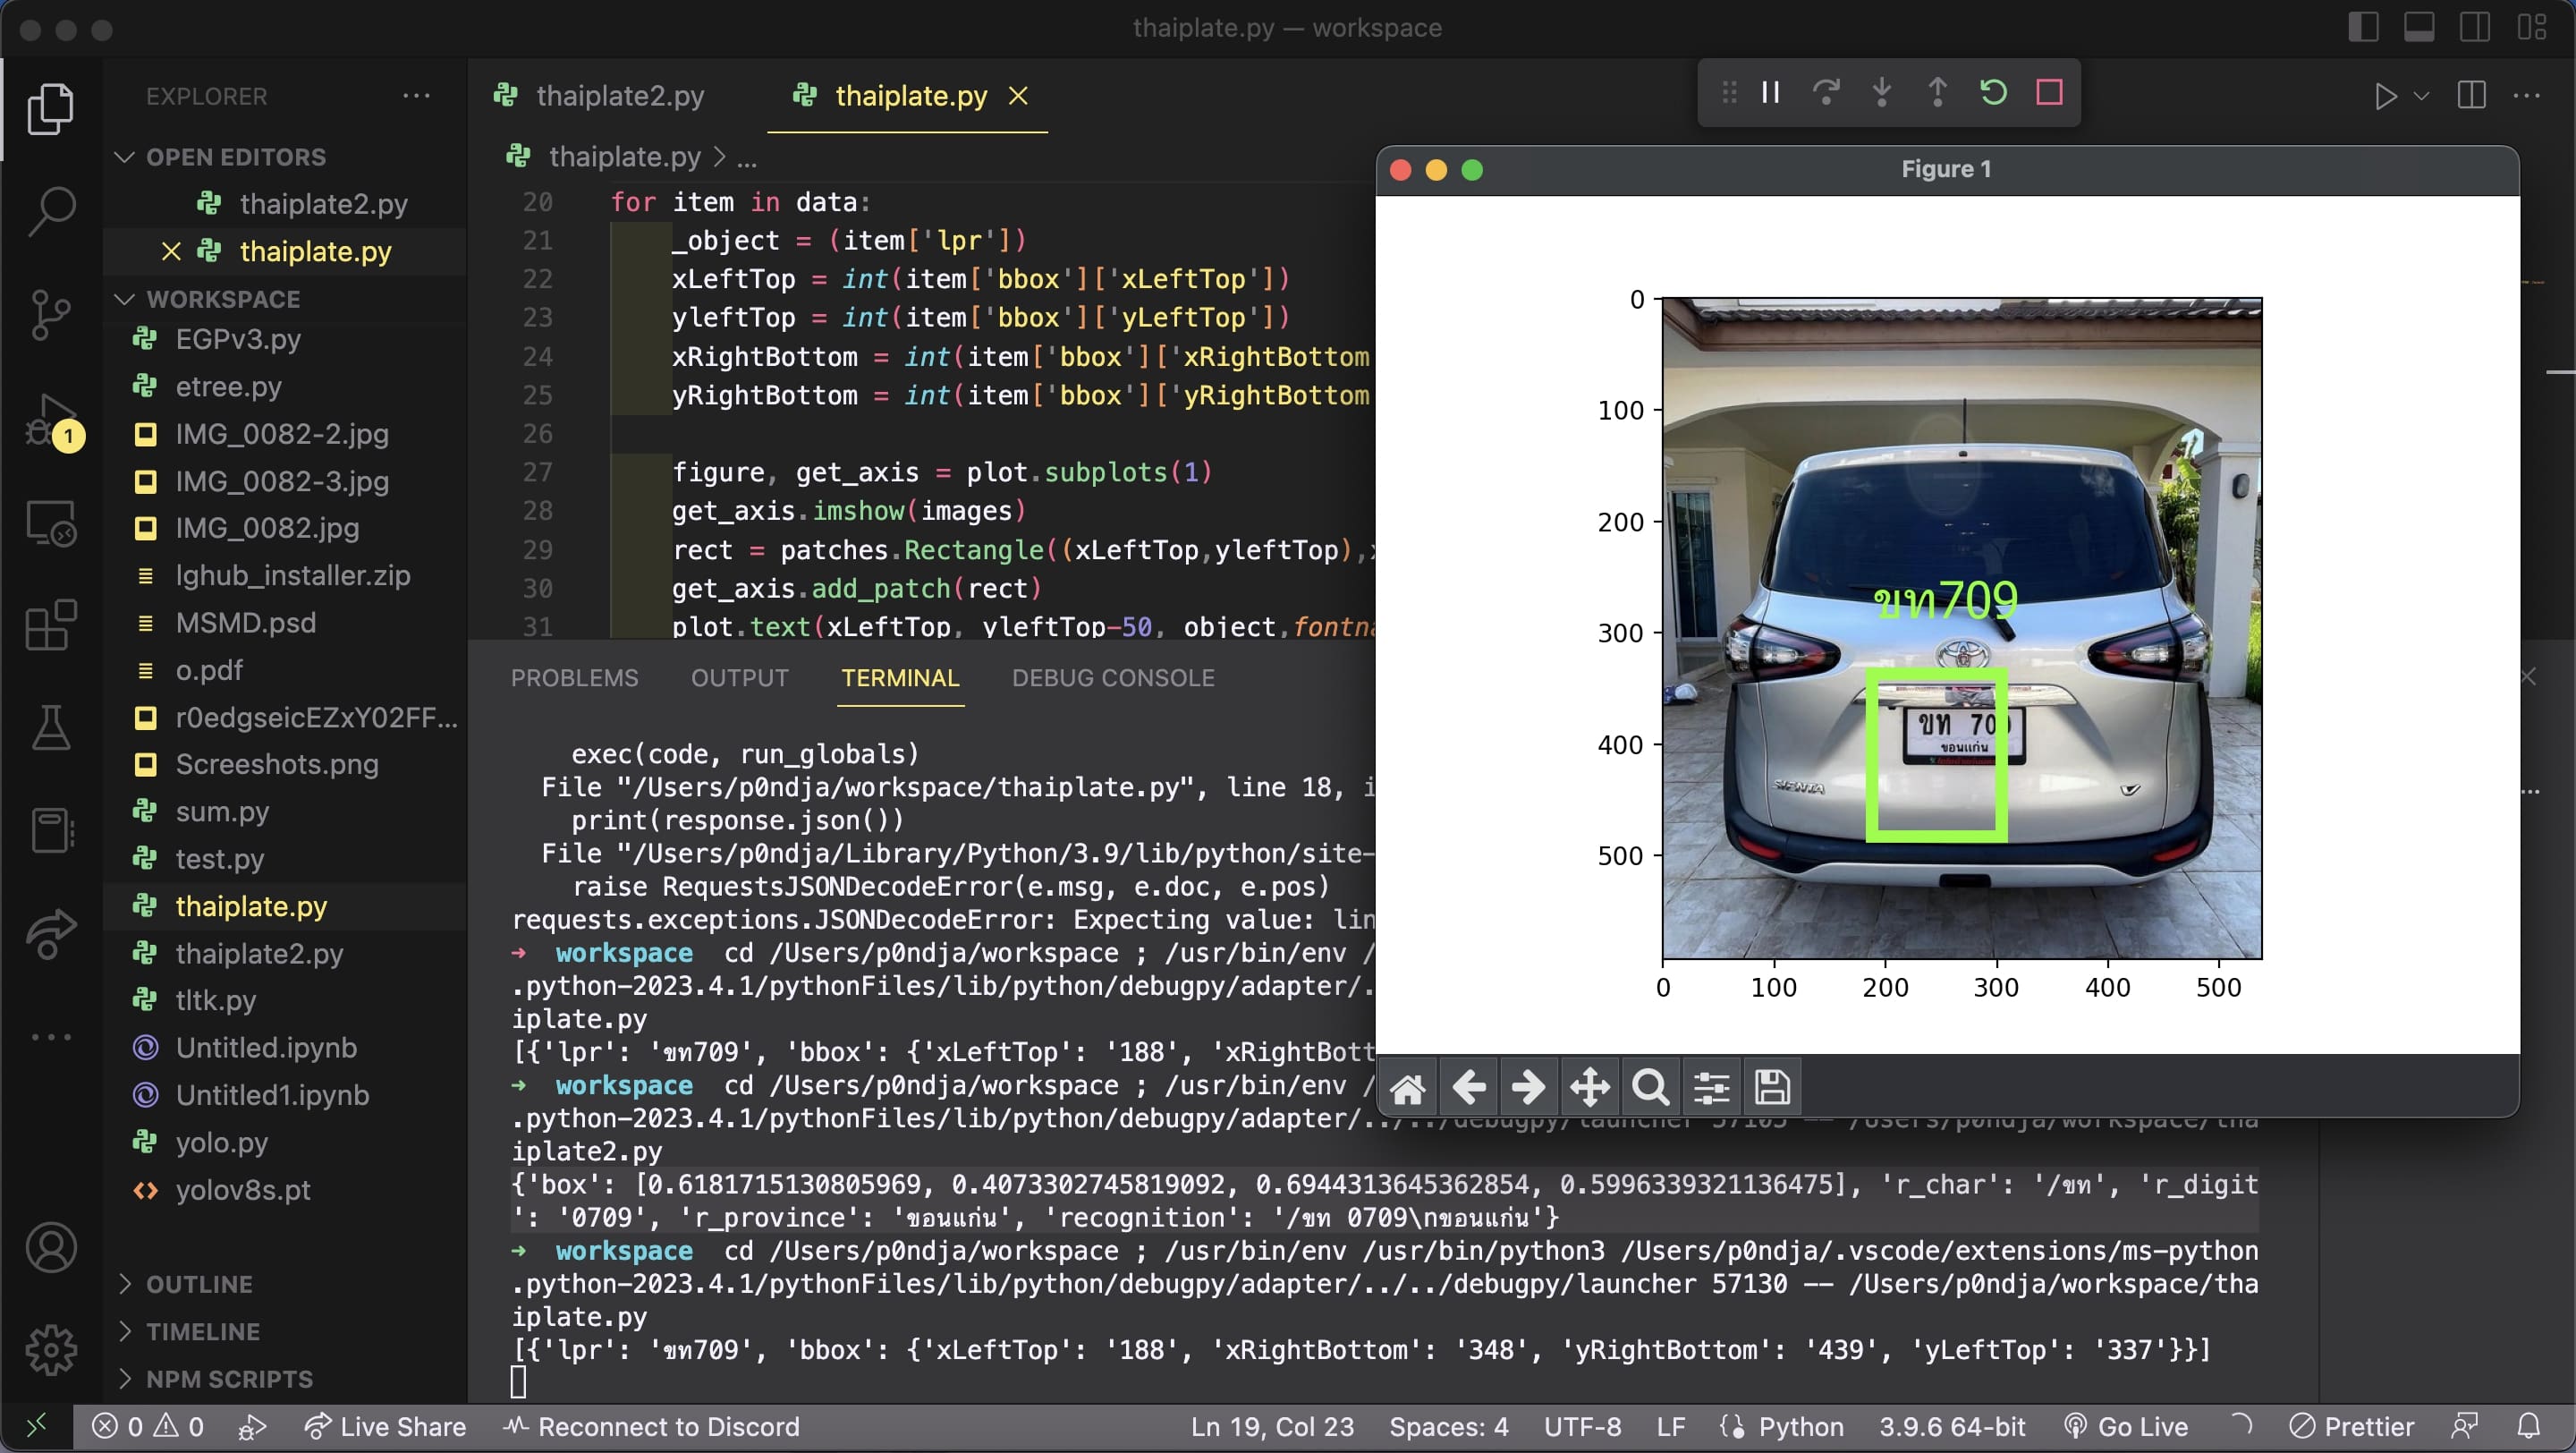 thaiplate.py — workspace
EXPLORER
OPEN EDITORS
thaiplate2.py
thaiplate.py
WORKSPACE
EGPv3.py
etree.py
IMG_0082-2.jpg
IMG_0082-3.jpg
IMG_0082.jpg
lghub_installer.zip
MSMD.psd
o.pdf
r0edgseicEZxY02FF...
Screeshots.png
sum.py
test.py
thaiplate.py
thaiplate2.py
tltk.py
Untitled.ipynb
Untitled1.ipynb
yolo.py
yolov8s.pt
OUTLINE
TIMELINE
NPM SCRIPTS
1
thaiplate2.py
thaiplate.py
thaiplate.py > ...
20 for item in data:
21 _object = (item['lpr'])
22 xLeftTop = int(item['bbox']['xLeftTop'])
23 yleftTop = int(item['bbox']['yLeftTop'])
24 xRightBottom = int(item['bbox']['xRightBottom
25 yRightBottom = int(item['bbox']['yRightBottom
26
27 figure, get_axis = plot.subplots(1)
28 get_axis.imshow(images)
29 rect = patches.Rectangle((xLeftTop,yleftTop),
30 get_axis.add_patch(rect)
31 plot.text(xLeftTop, yleftTop-50, _object,fontna
PROBLEMS OUTPUT TERMINAL DEBUG CONSOLE
exec(code, run_globals)
File "/Users/p0ndja/workspace/thaiplate.py", line 18, i
print(response.json())
File "/Users/p0ndja/Library/Python/3.9/lib/python/site-
raise RequestsJSONDecodeError(e.msg, e.doc, e.pos)
requests.exceptions.JSONDecodeError: Expecting value: lin
➜ workspace cd /Users/p0ndja/workspace ; /usr/bin/env /
.python-2023.4.1/pythonFiles/lib/python/debugpy/adapter/.
iplate.py
[{'lpr': 'ขท709', 'bbox': {'xLeftTop': '188', 'xRightBott
➜ workspace cd /Users/p0ndja/workspace ; /usr/bin/env /
.python-2023.4.1/pythonFiles/lib/python/debugpy/adapter/../../debugpy/launcher 57105 -- /Users/p0ndja/workspace/tha
iplate2.py
{'box': [0.6181715130805969, 0.4073302745819092, 0.6944313645362854, 0.5996339321136475], 'r_char': '/ขท', 'r_digit
': '0709', 'r_province': 'ขอนแก่น', 'recognition': '/ขท 0709\nขอนแก่น'}
➜ workspace cd /Users/p0ndja/workspace ; /usr/bin/env /usr/bin/python3 /Users/p0ndja/.vscode/extensions/ms-python
.python-2023.4.1/pythonFiles/lib/python/debugpy/adapter/../../debugpy/launcher 57130 -- /Users/p0ndja/workspace/tha
iplate.py
[{'lpr': 'ขท709', 'bbox': {'xLeftTop': '188', 'xRightBottom': '348', 'yRightBottom': '439', 'yLeftTop': '337'}}]
Figure 1
0
100
200
300
400
500
0 100 200 300 400 500
ขท709
ขท 709
ขอนแก่น
SIENTA
V
0 0 Live Share Reconnect to Discord Ln 19, Col 23 Spaces: 4 UTF-8 LF Python 3.9.6 64-bit Go Live Prettier